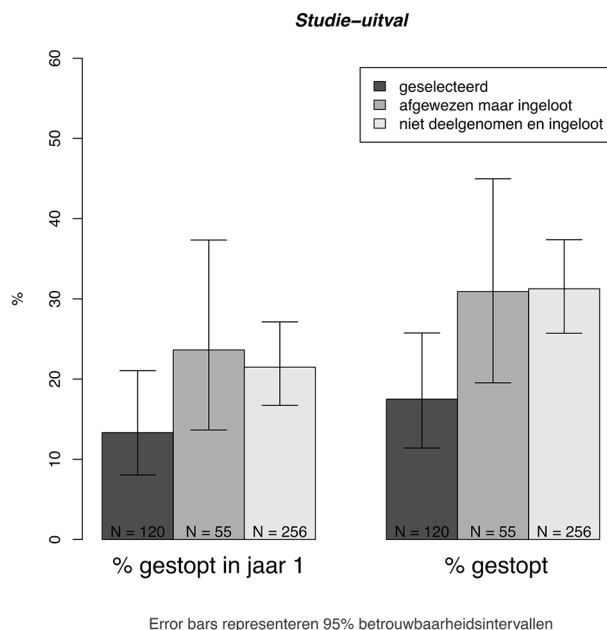 Studie-uitval
60
50
40
30
20
10
0
%
geselecteerd
afgewezen maar ingeloot
niet deelgenomen en ingeloot
N = 120 N = 55 N = 256
N = 120 N = 55 N = 256
% gestopt in jaar 1
% gestopt
Error bars representeren 95% betrouwbaarheidsintervallen